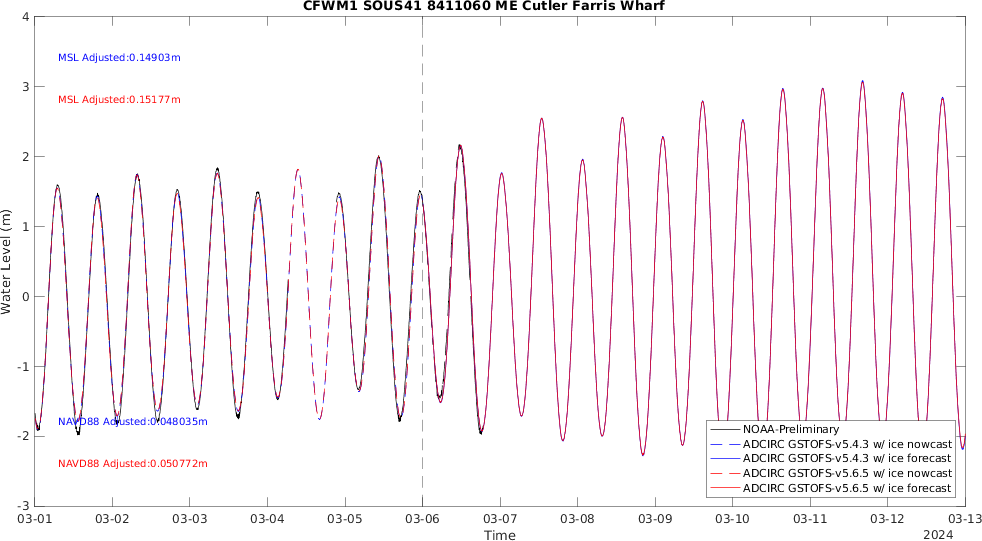 CFWM1 SOUS41 8411060 ME Cutler Farris Wharf
4
3
2
1
0
-1
-2
-3
Water Level (m)
MSL Adjusted:0.14903m
MSL Adjusted:0.15177m
NAVD88 Adjusted:0.048035m
NAVD88 Adjusted:0.050772m
NOAA-Preliminary
ADCIRC GSTOFS-v5.4.3 w/ ice nowcast
ADCIRC GSTOFS-v5.4.3 w/ ice forecast
ADCIRC GSTOFS-v5.6.5 w/ ice nowcast
ADCIRC GSTOFS-v5.6.5 w/ ice forecast
03-01 03-02 03-03 03-04 03-05 03-06 03-07 03-08 03-09 03-10 03-11 03-12 03-13
Time
2024